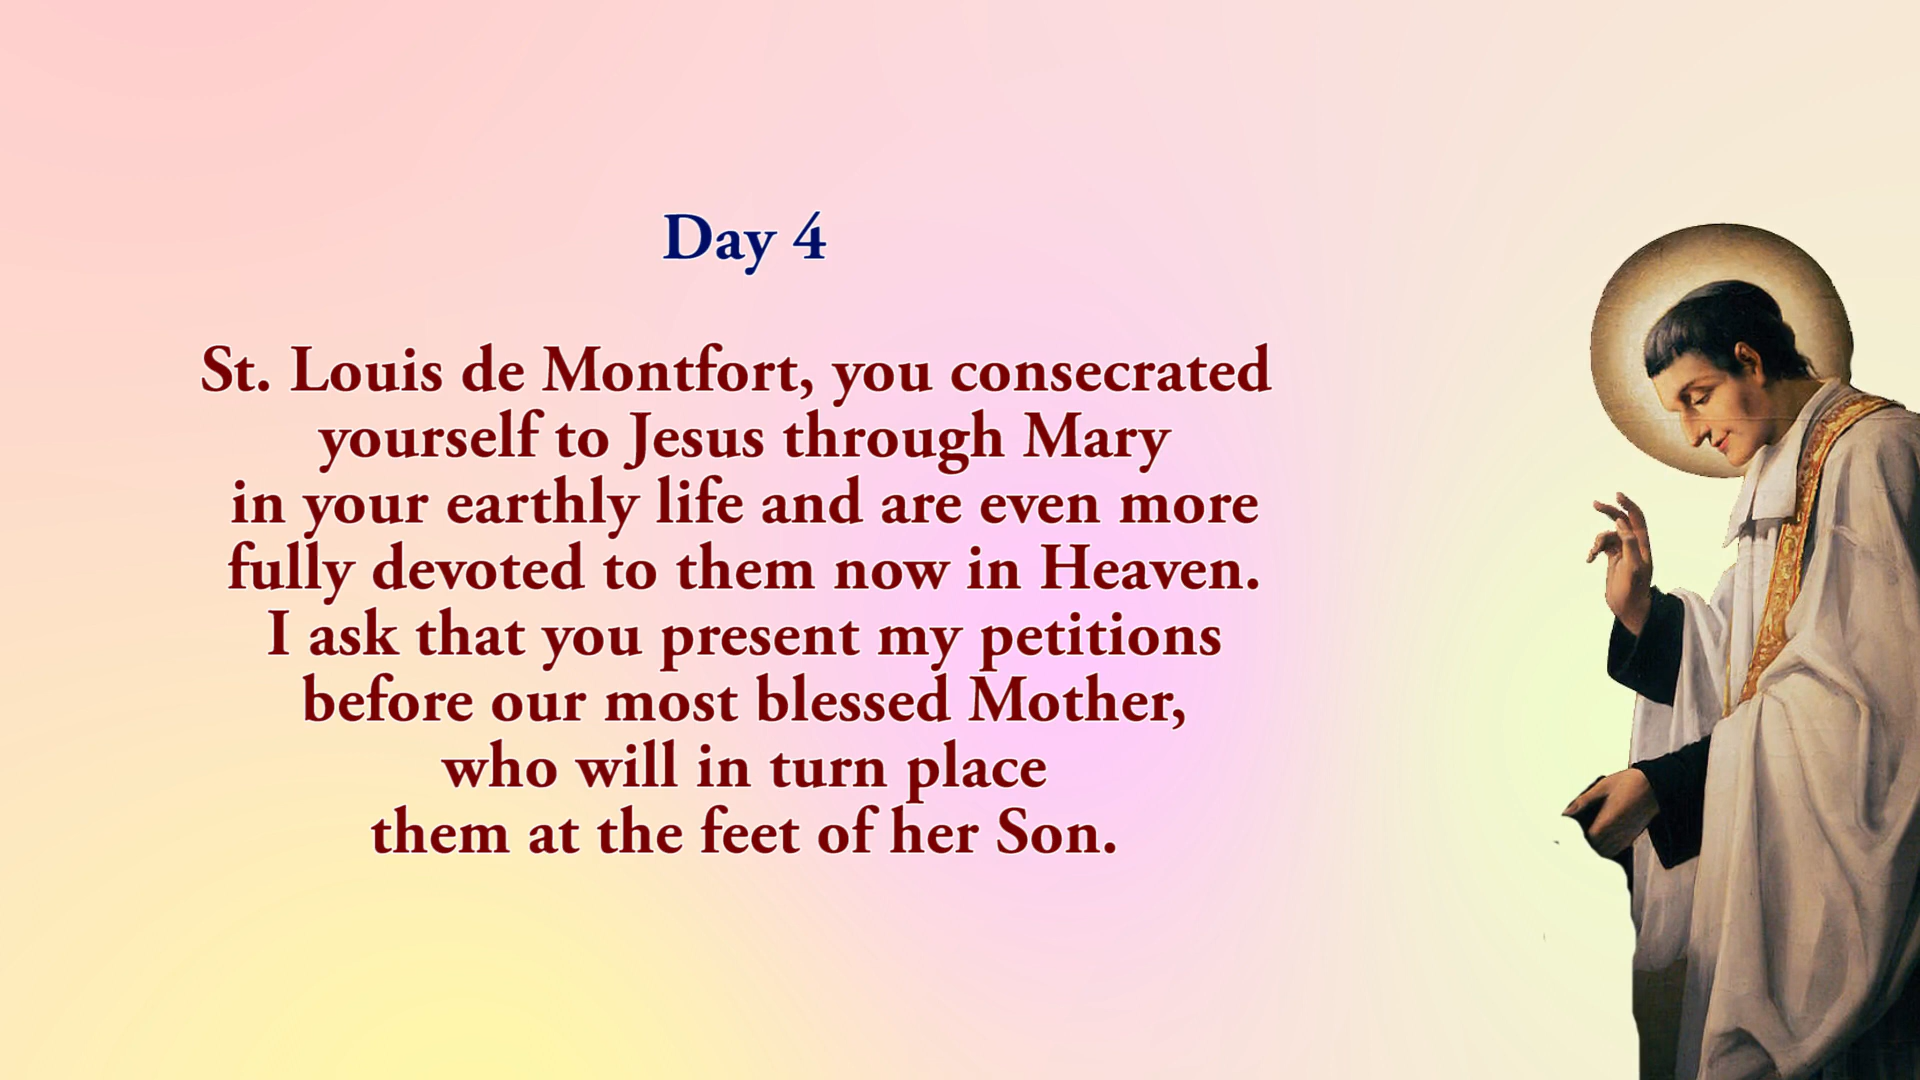 Day 4
St. Louis de Montfort, you consecrated
yourself to Jesus through Mary
in your earthly life and are even more
fully devoted to them now in Heaven.
I ask that you present my petitions
before our most blessed Mother,
who will in turn place
them at the feet of her Son.